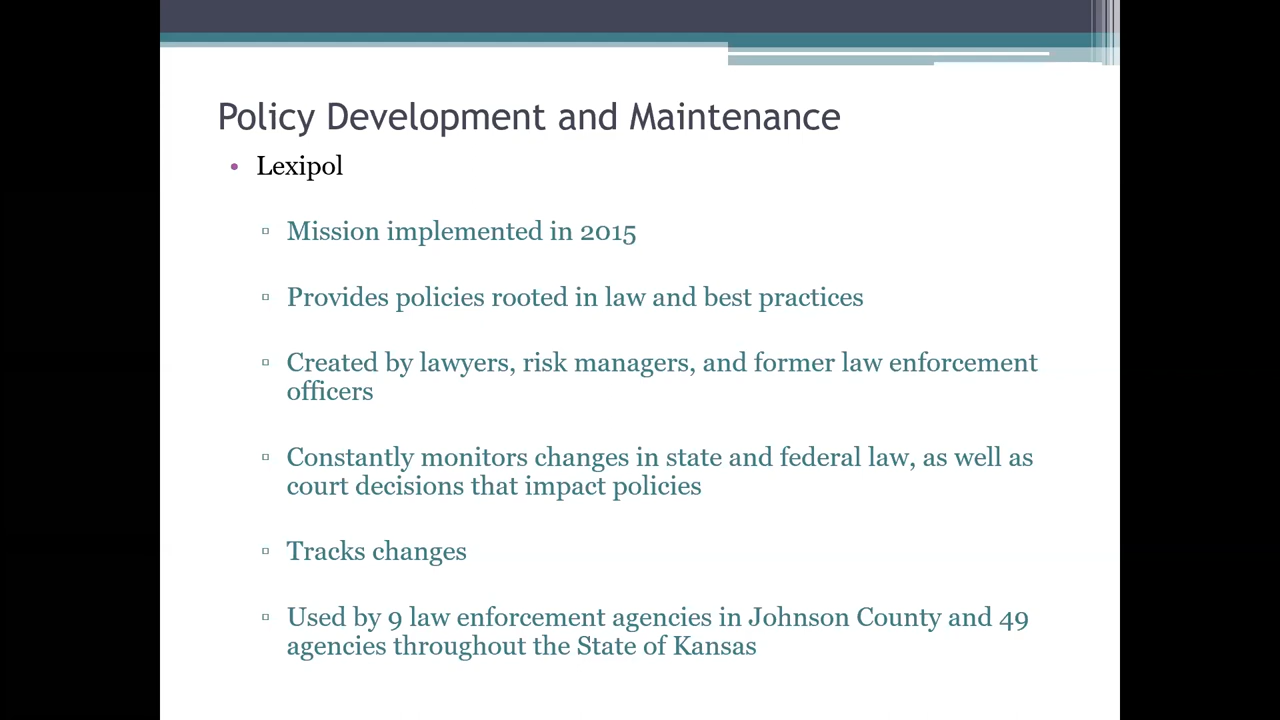 Policy Development and Maintenance
• Lexipol
▫ Mission implemented in 2015
▫ Provides policies rooted in law and best practices
▫ Created by lawyers, risk managers, and former law enforcement
officers
▫ Constantly monitors changes in state and federal law, as well as
court decisions that impact policies
▫ Tracks changes
▫ Used by 9 law enforcement agencies in Johnson County and 49
agencies throughout the State of Kansas